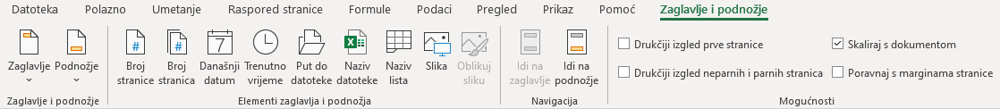 Datoteka Polazno Umetanje Raspored stranice Formule Podaci Pregled Prikaz Pomoć Zaglavlje i podnožje
Zaglavlje Podnožje
# Broj stranice
# Broj stranica
7 Današnji datum
Trenutno vrijeme
Put do datoteke
X Naziv datoteke
Naziv lista
Slika
Oblikuj sliku
Idi na zaglavlje
Idi na podnožje
Drukčiji izgled prve stranice
Drukčiji izgled neparnih i parnih stranica
Skaliraj s dokumentom
Poravnaj s marginama stranice
Zaglavlje i podnožje Elementi zaglavlja i podnožja Navigacija Mogućnosti